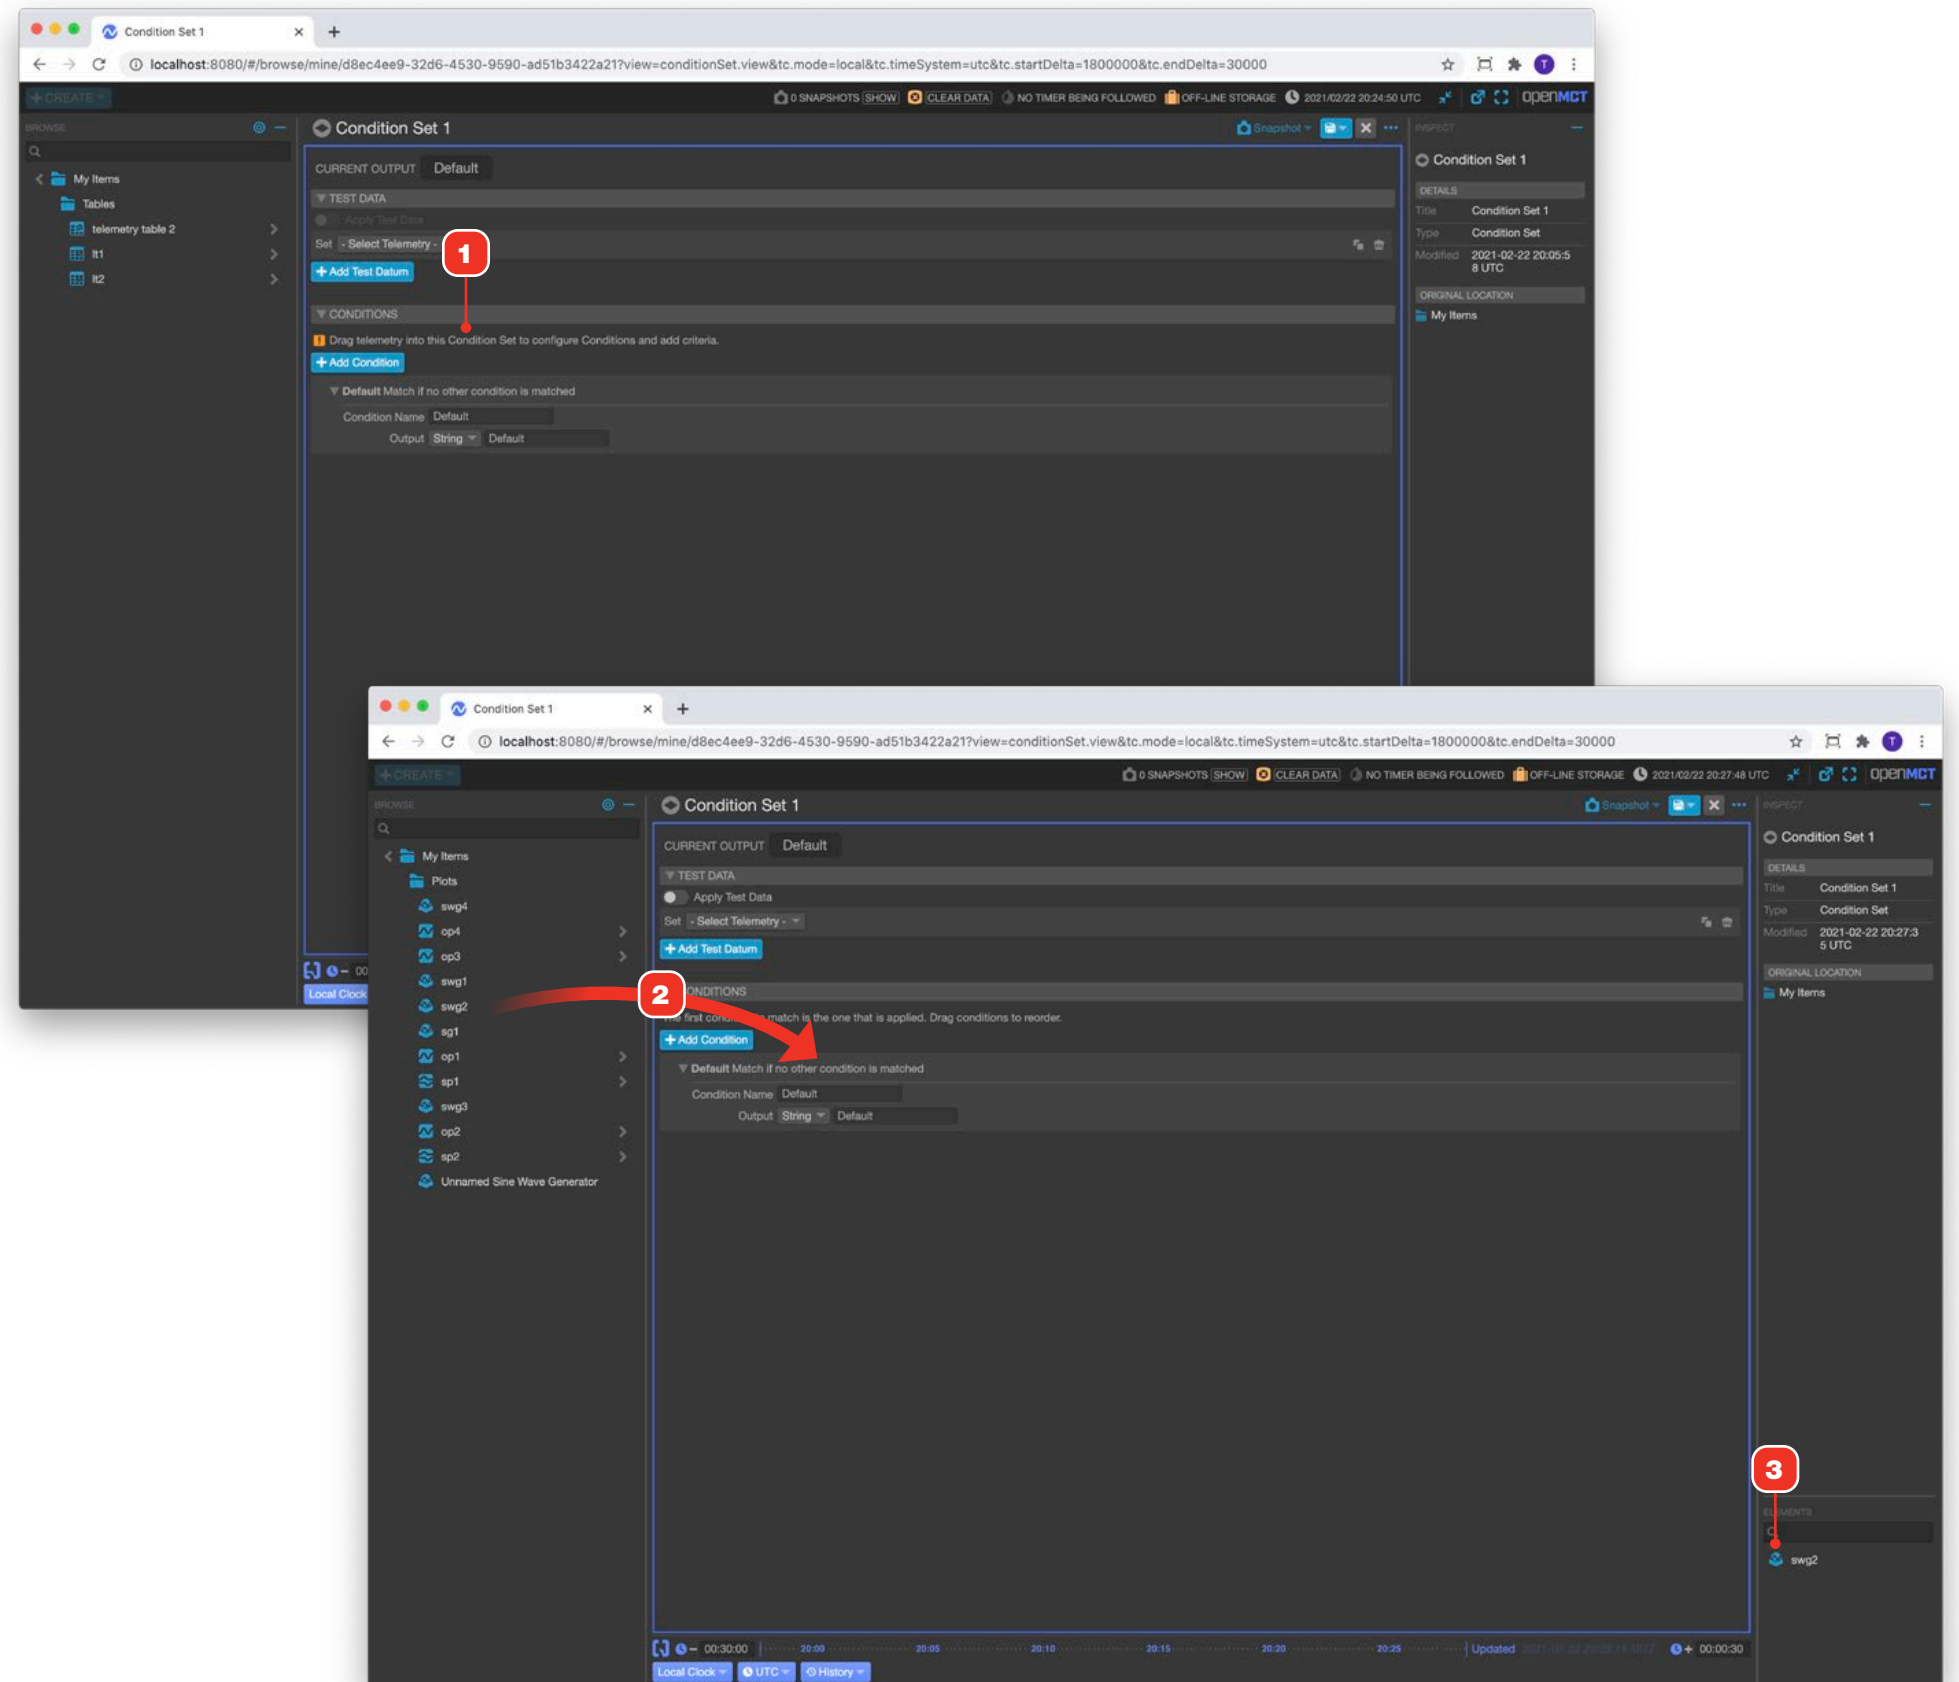 Condition Set 1
localhost:8080/#/browse/mine/d8ec4ee9-32d6-4530-9590-ad51b3422a21?view=conditionSet.view&tc.mode=local&tc.timeSystem=utc&tc.startDelta=1800000&tc.endDelta=30000
T
+CREATE
0 SNAPSHOTS SHOW CLEAR DATA NO TIMER BEING FOLLOWED OFF-LINE STORAGE 2021/02/22 20:24:50 UTC openMCT
BROWSE
Condition Set 1
Snapshot
INSPECT
My Items
Tables
telemetry table 2
lt1
lt2
CURRENT OUTPUT Default
TEST DATA
Apply Test Data
Set - Select Telemetry -
1
+ Add Test Datum
CONDITIONS
Drag telemetry into this Condition Set to configure Conditions and add criteria.
+ Add Condition
Default Match if no other condition is matched
Condition Name Default
Output String Default
Condition Set 1
DETAILS
Title Condition Set 1
Type Condition Set
Modified 2021-02-22 20:05:5
8 UTC
ORIGINAL LOCATION
My Items
00
Local Clock
Condition Set 1
localhost:8080/#/browse/mine/d8ec4ee9-32d6-4530-9590-ad51b3422a21?view=conditionSet.view&tc.mode=local&tc.timeSystem=utc&tc.startDelta=1800000&tc.endDelta=30000
T
+CREATE
0 SNAPSHOTS SHOW CLEAR DATA NO TIMER BEING FOLLOWED OFF-LINE STORAGE 2021/02/22 20:27:48 UTC openMCT
BROWSE
Condition Set 1
Snapshot
INSPECT
My Items
Plots
swg4
op4
op3
swg1
swg2
sg1
op1
sp1
swg3
op2
sp2
Unnamed Sine Wave Generator
CURRENT OUTPUT Default
TEST DATA
Apply Test Data
Set - Select Telemetry -
+ Add Test Datum
2
ONDITIONS
first match is the one that is applied. Drag conditions to reorder.
+ Add Condition
Default Match if no other condition is matched
Condition Name Default
Output String Default
Condition Set 1
DETAILS
Title Condition Set 1
Type Condition Set
Modified 2021-02-22 20:27:3
5 UTC
ORIGINAL LOCATION
My Items
3
ELEMENTS
swg2
00:30:00 20:00 20:05 20:10 20:15 20:20 20:25 Updated + 00:00:30
Local Clock UTC History